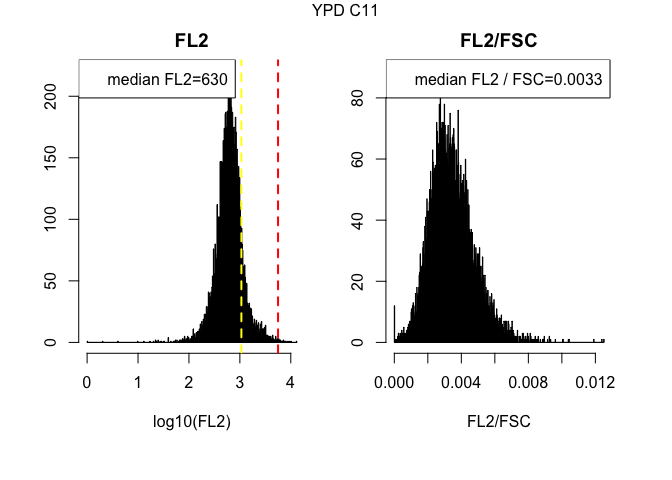 YPD C11
FL2
median FL2=630
0 50 100 150 200
0 1 2 3 4
log10(FL2)
FL2/FSC
median FL2 / FSC=0.0033
0 20 40 60 80
0.000 0.004 0.008 0.012
FL2/FSC